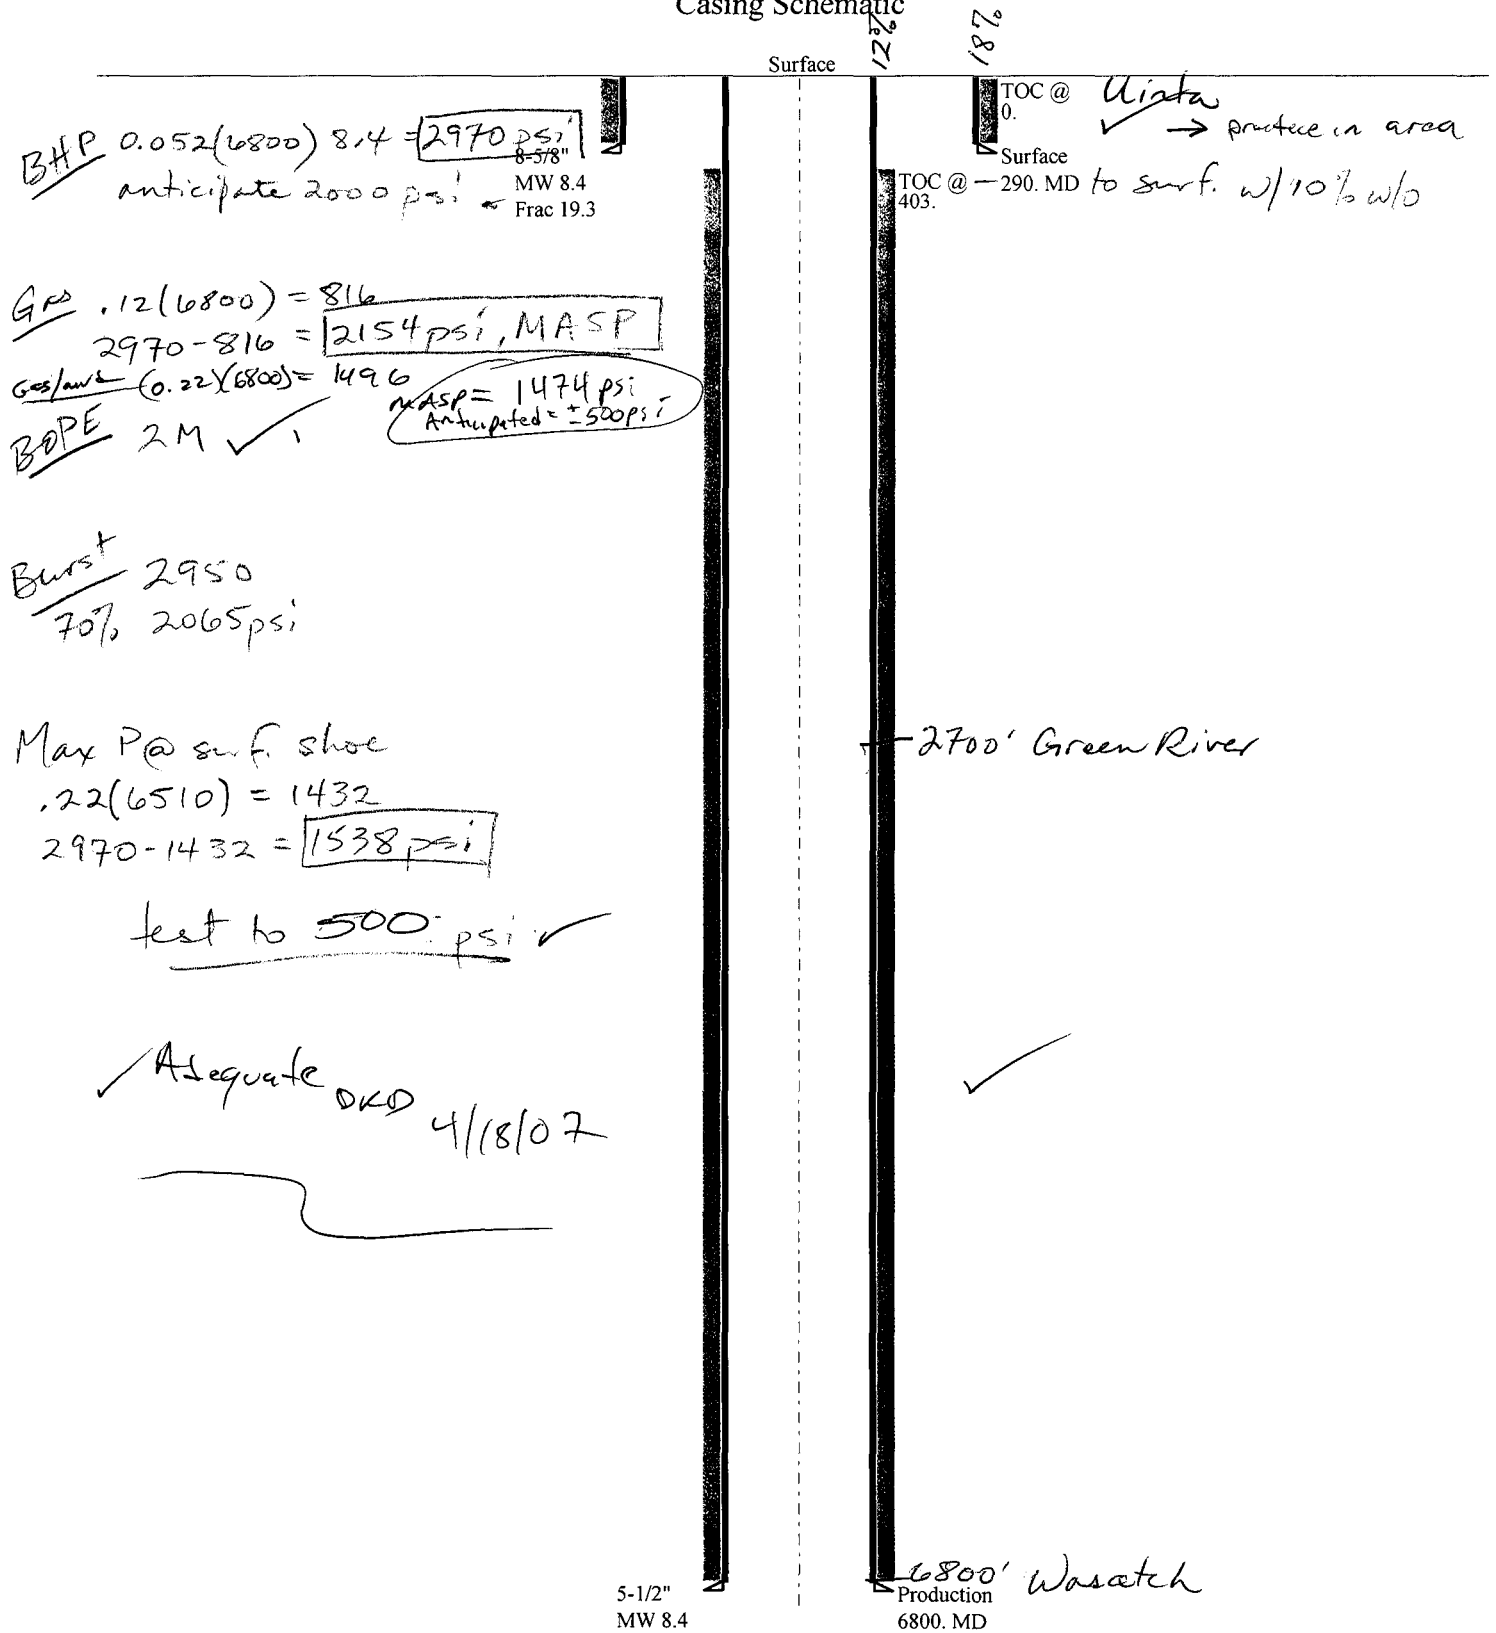 Casing Schematic
12%
18%
Surface
TOC @
0.
Uinta
→ practice in area
Surface
290. MD to surf. w/10% w/o
TOC @
403.
BHP 0.052(6800) 8.4 = 2970 psi
anticipate 2000 psi
8-5/8"
MW 8.4
Frac 19.3
Gas .12(6800) = 816
2970-816 = 2154 psi, MASP
Gas/mud (0.22)(6800) = 1496
MASP = 1474 psi
Anticipated = ± 500 psi
BOPE 2M ✓
Burst 2950
70% 2065 psi
Max P@ surf. shoe
.22(6510) = 1432
2970-1432 = 1538 psi
test to 500 psi ✓
✓ Adequate DKD 4/18/07
2700' Green River
✓
6800' Wasatch
Production
6800. MD
5-1/2"
MW 8.4